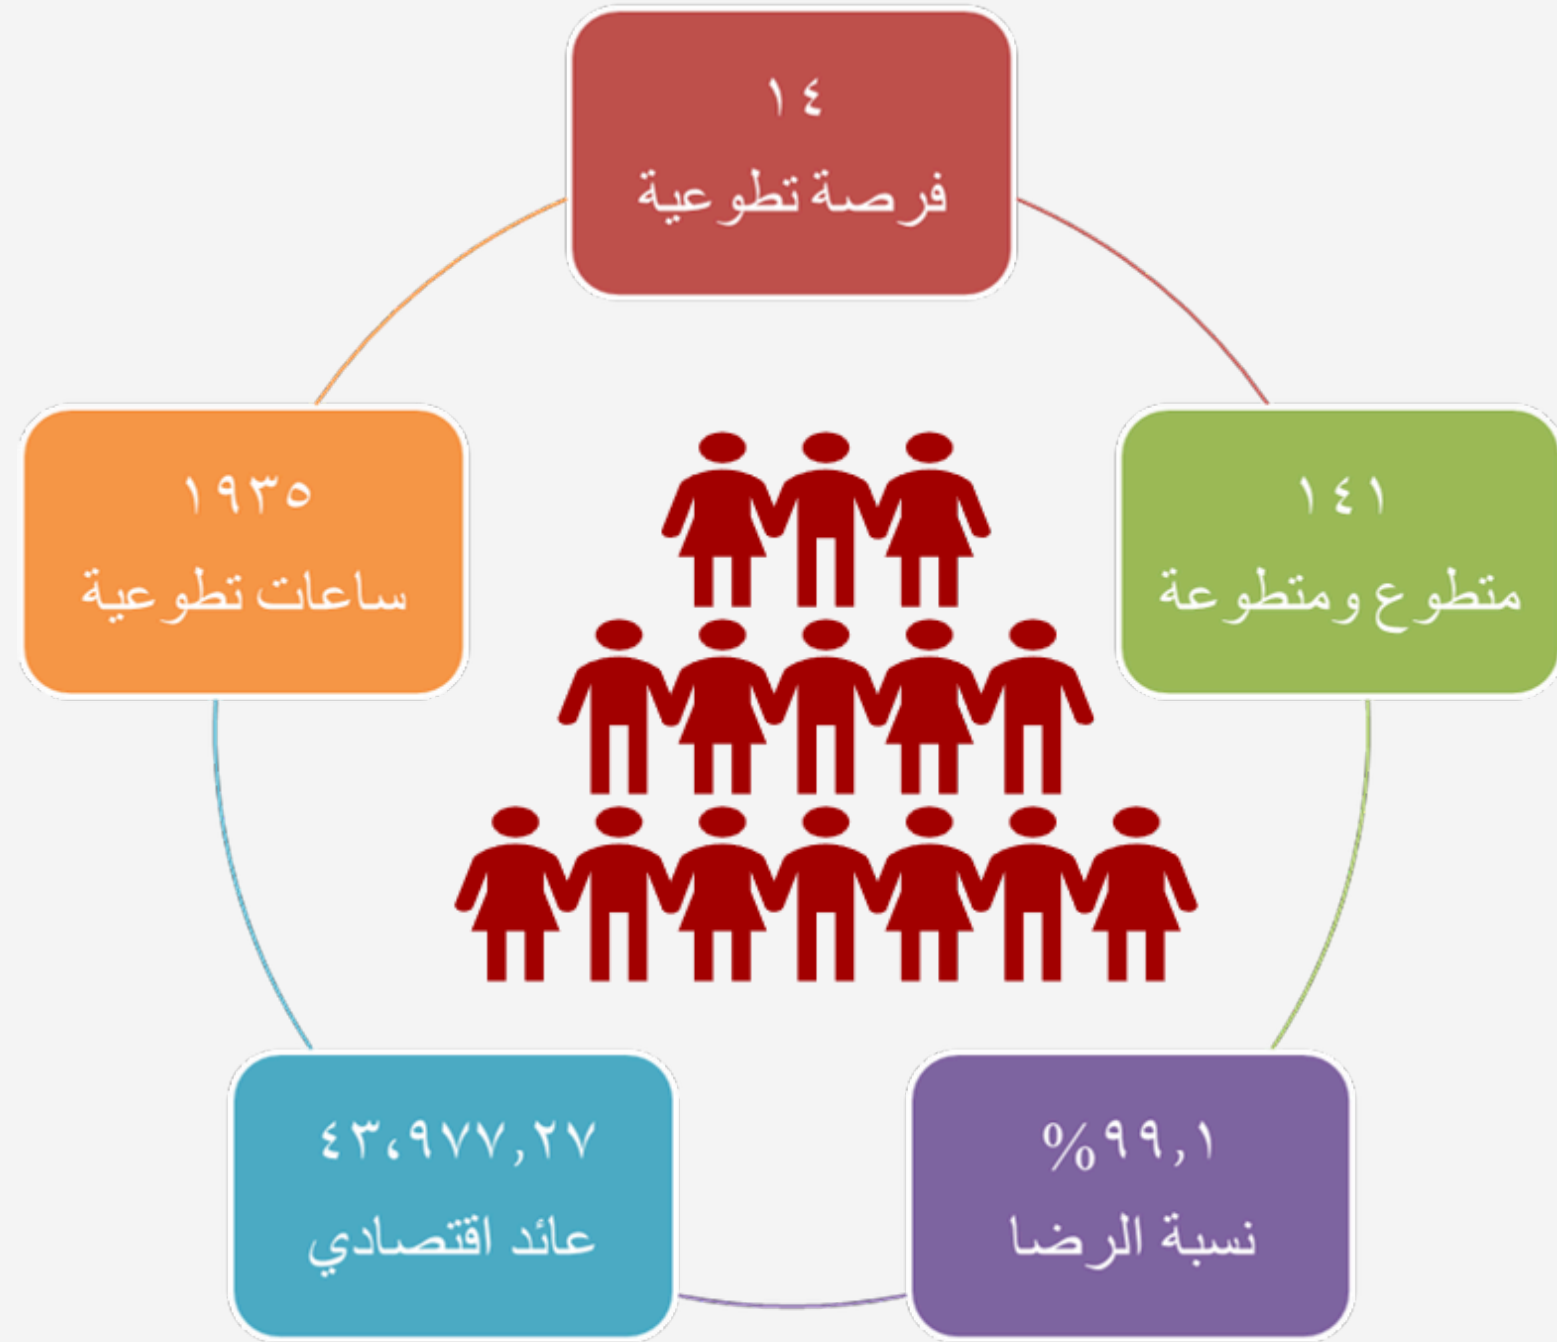 ١٤
فرصة تطوعية
١٤١
متطوع ومتطوعة
%٩٩,١
نسبة الرضا
٤٣،٩٧٧,٢٧
عائد اقتصادي
١٩٣٥
ساعات تطوعية